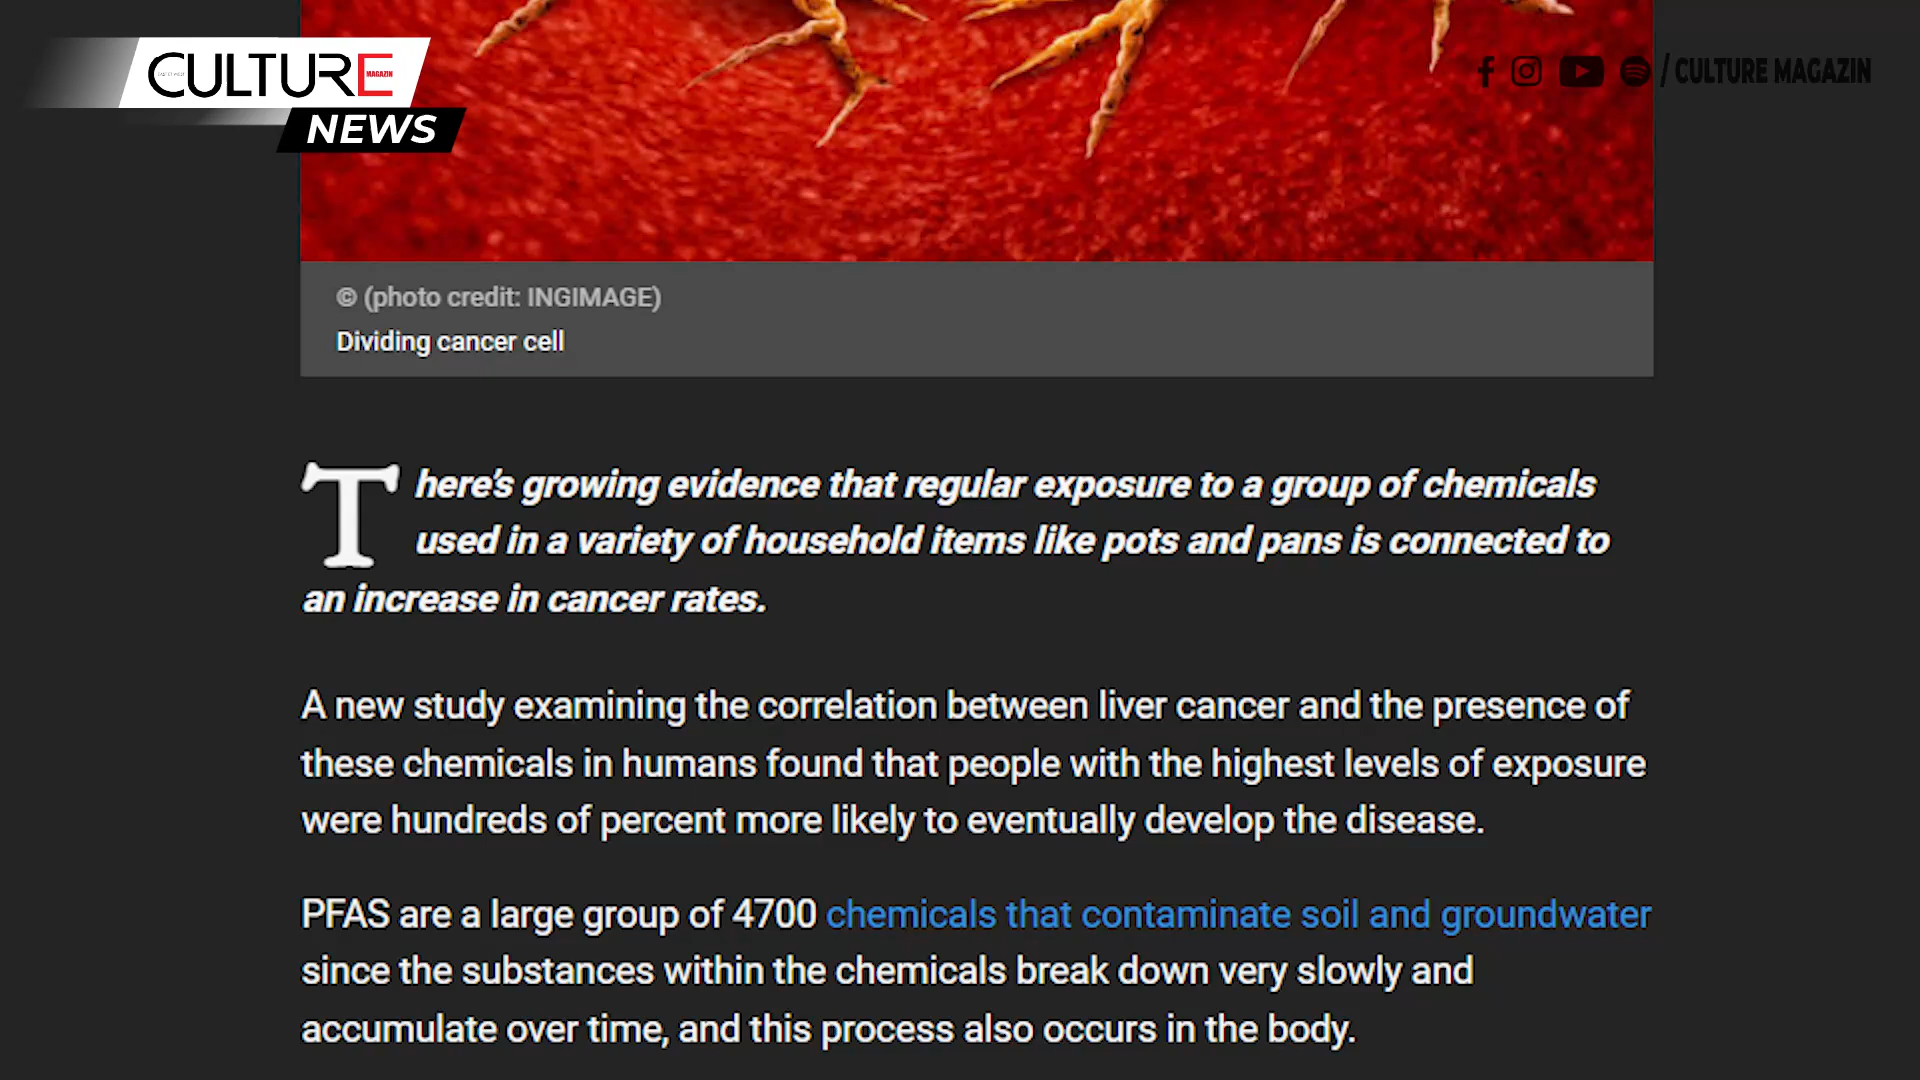 CULTURE
MAGAZIN
NEWS
/ CULTURE MAGAZIN
© (photo credit: INGIMAGE)
Dividing cancer cell
There's growing evidence that regular exposure to a group of chemicals
used in a variety of household items like pots and pans is connected to
an increase in cancer rates.
A new study examining the correlation between liver cancer and the presence of
these chemicals in humans found that people with the highest levels of exposure
were hundreds of percent more likely to eventually develop the disease.
PFAS are a large group of 4700 chemicals that contaminate soil and groundwater
since the substances within the chemicals break down very slowly and
accumulate over time, and this process also occurs in the body.